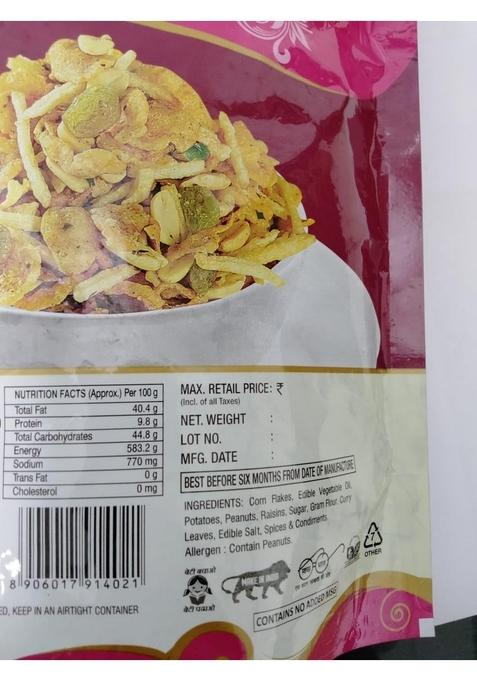 NUTRITION FACTS (Approx.) Per 100 g
Total Fat 40.4 g
Protein 9.8 g
Total Carbohydrates 44.8 g
Energy 583.2 g
Sodium 770 mg
Trans Fat 0 g
Cholesterol 0 mg
8 906017 914021
ED, KEEP IN AN AIRTIGHT CONTAINER
MAX. RETAIL PRICE: ₹
(Incl. of all Taxes)
NET. WEIGHT :
LOT NO. :
MFG. DATE :
BEST BEFORE SIX MONTHS FROM DATE OF MANUFACTURE
INGREDIENTS: Corn Flakes, Edible Vegetable Oil,
Potatoes, Peanuts, Raisins, Sugar, Gram Flour, Curry
Leaves, Edible Salt, Spices & Condiments.
Allergen : Contain Peanuts.
बेटी बचाओ
बेटी पढ़ाओ
MAKE IN INDIA
7
OTHER
CONTAINS NO ADDED MSG